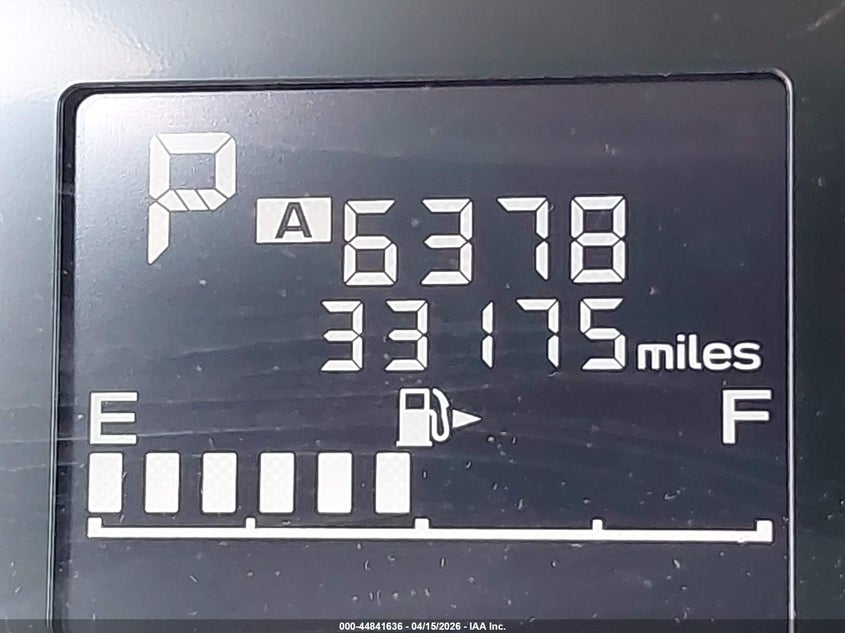 P
A 6378
33175 miles
E F
000-44841636 - 04/15/2026 - IAA Inc.